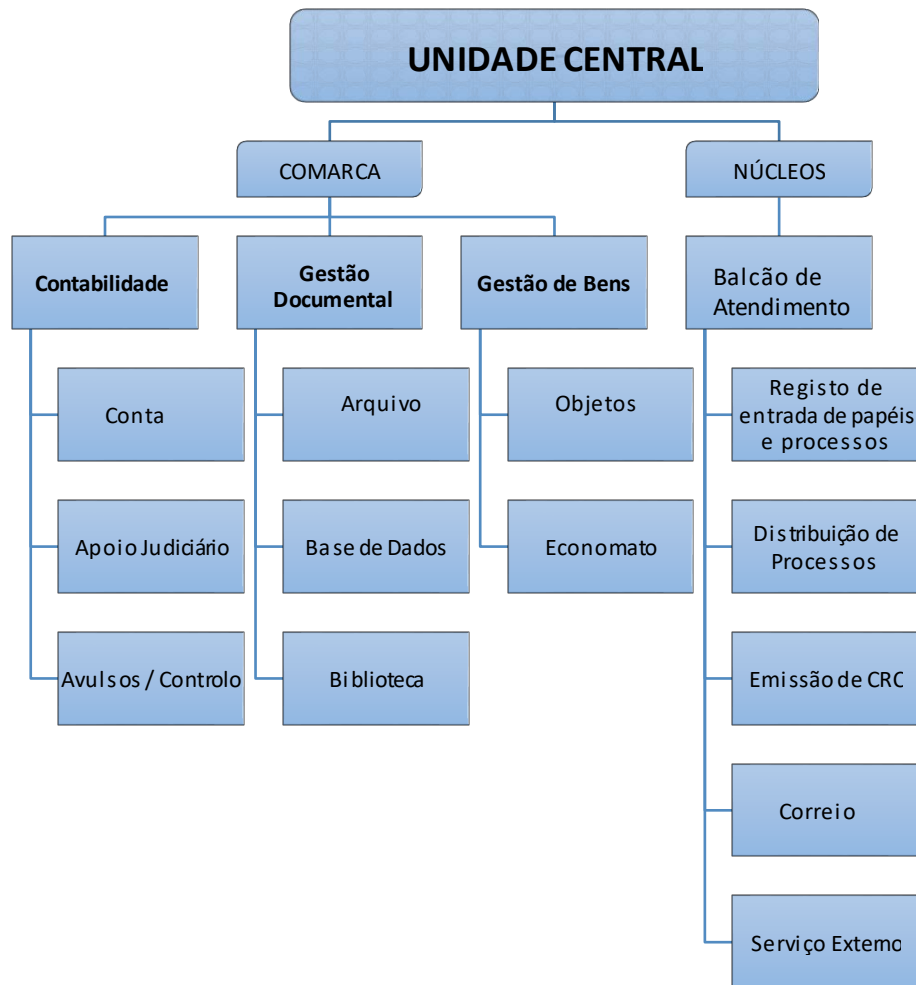 UNIDADE CENTRAL
COMARCA
NÚCLEOS
Contabilidade
Gestão
Documental
Gestão de Bens
Balcão de
Atendimento
Conta
Arquivo
Objetos
Registo de
entrada de papéis
e processos
Apoio Judiciário
Base de Dados
Economato
Distribuição de
Processos
Avulsos / Controlo
Biblioteca
Emissão de CRC
Correio
Serviço Externo